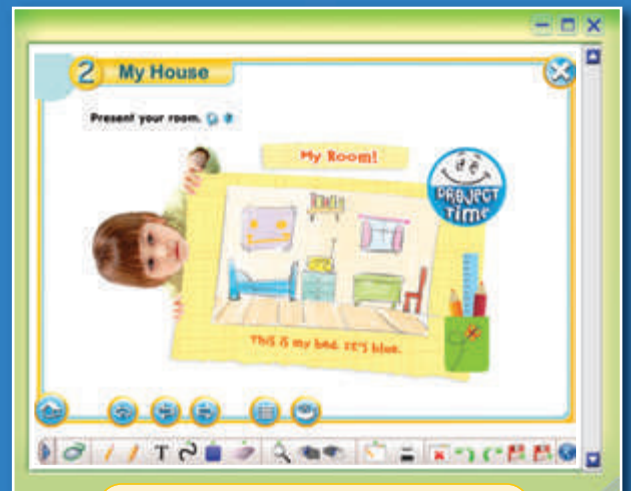 2 My House
Present your room.
My Room!
PROJECT
Time
This is my bed. It's blue.
T